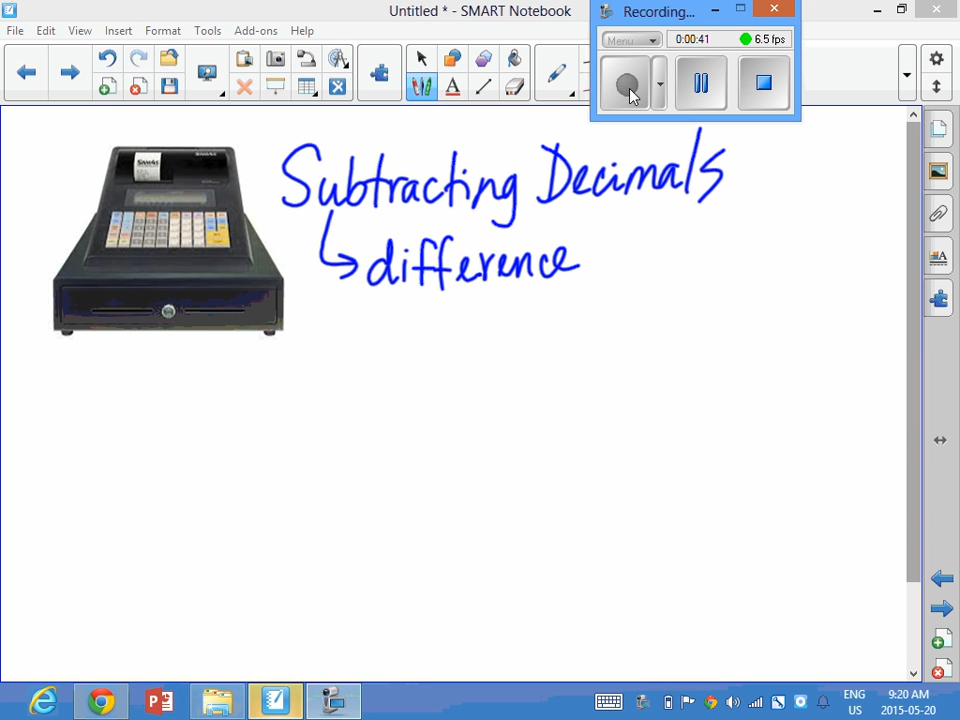 Untitled * - SMART Notebook
Recording...
File Edit View Insert Format Tools Add-ons Help
Menu 0:00:41 6.5 fps
Subtracting Decimals
difference
ENG 9:20 AM
US 2015-05-20